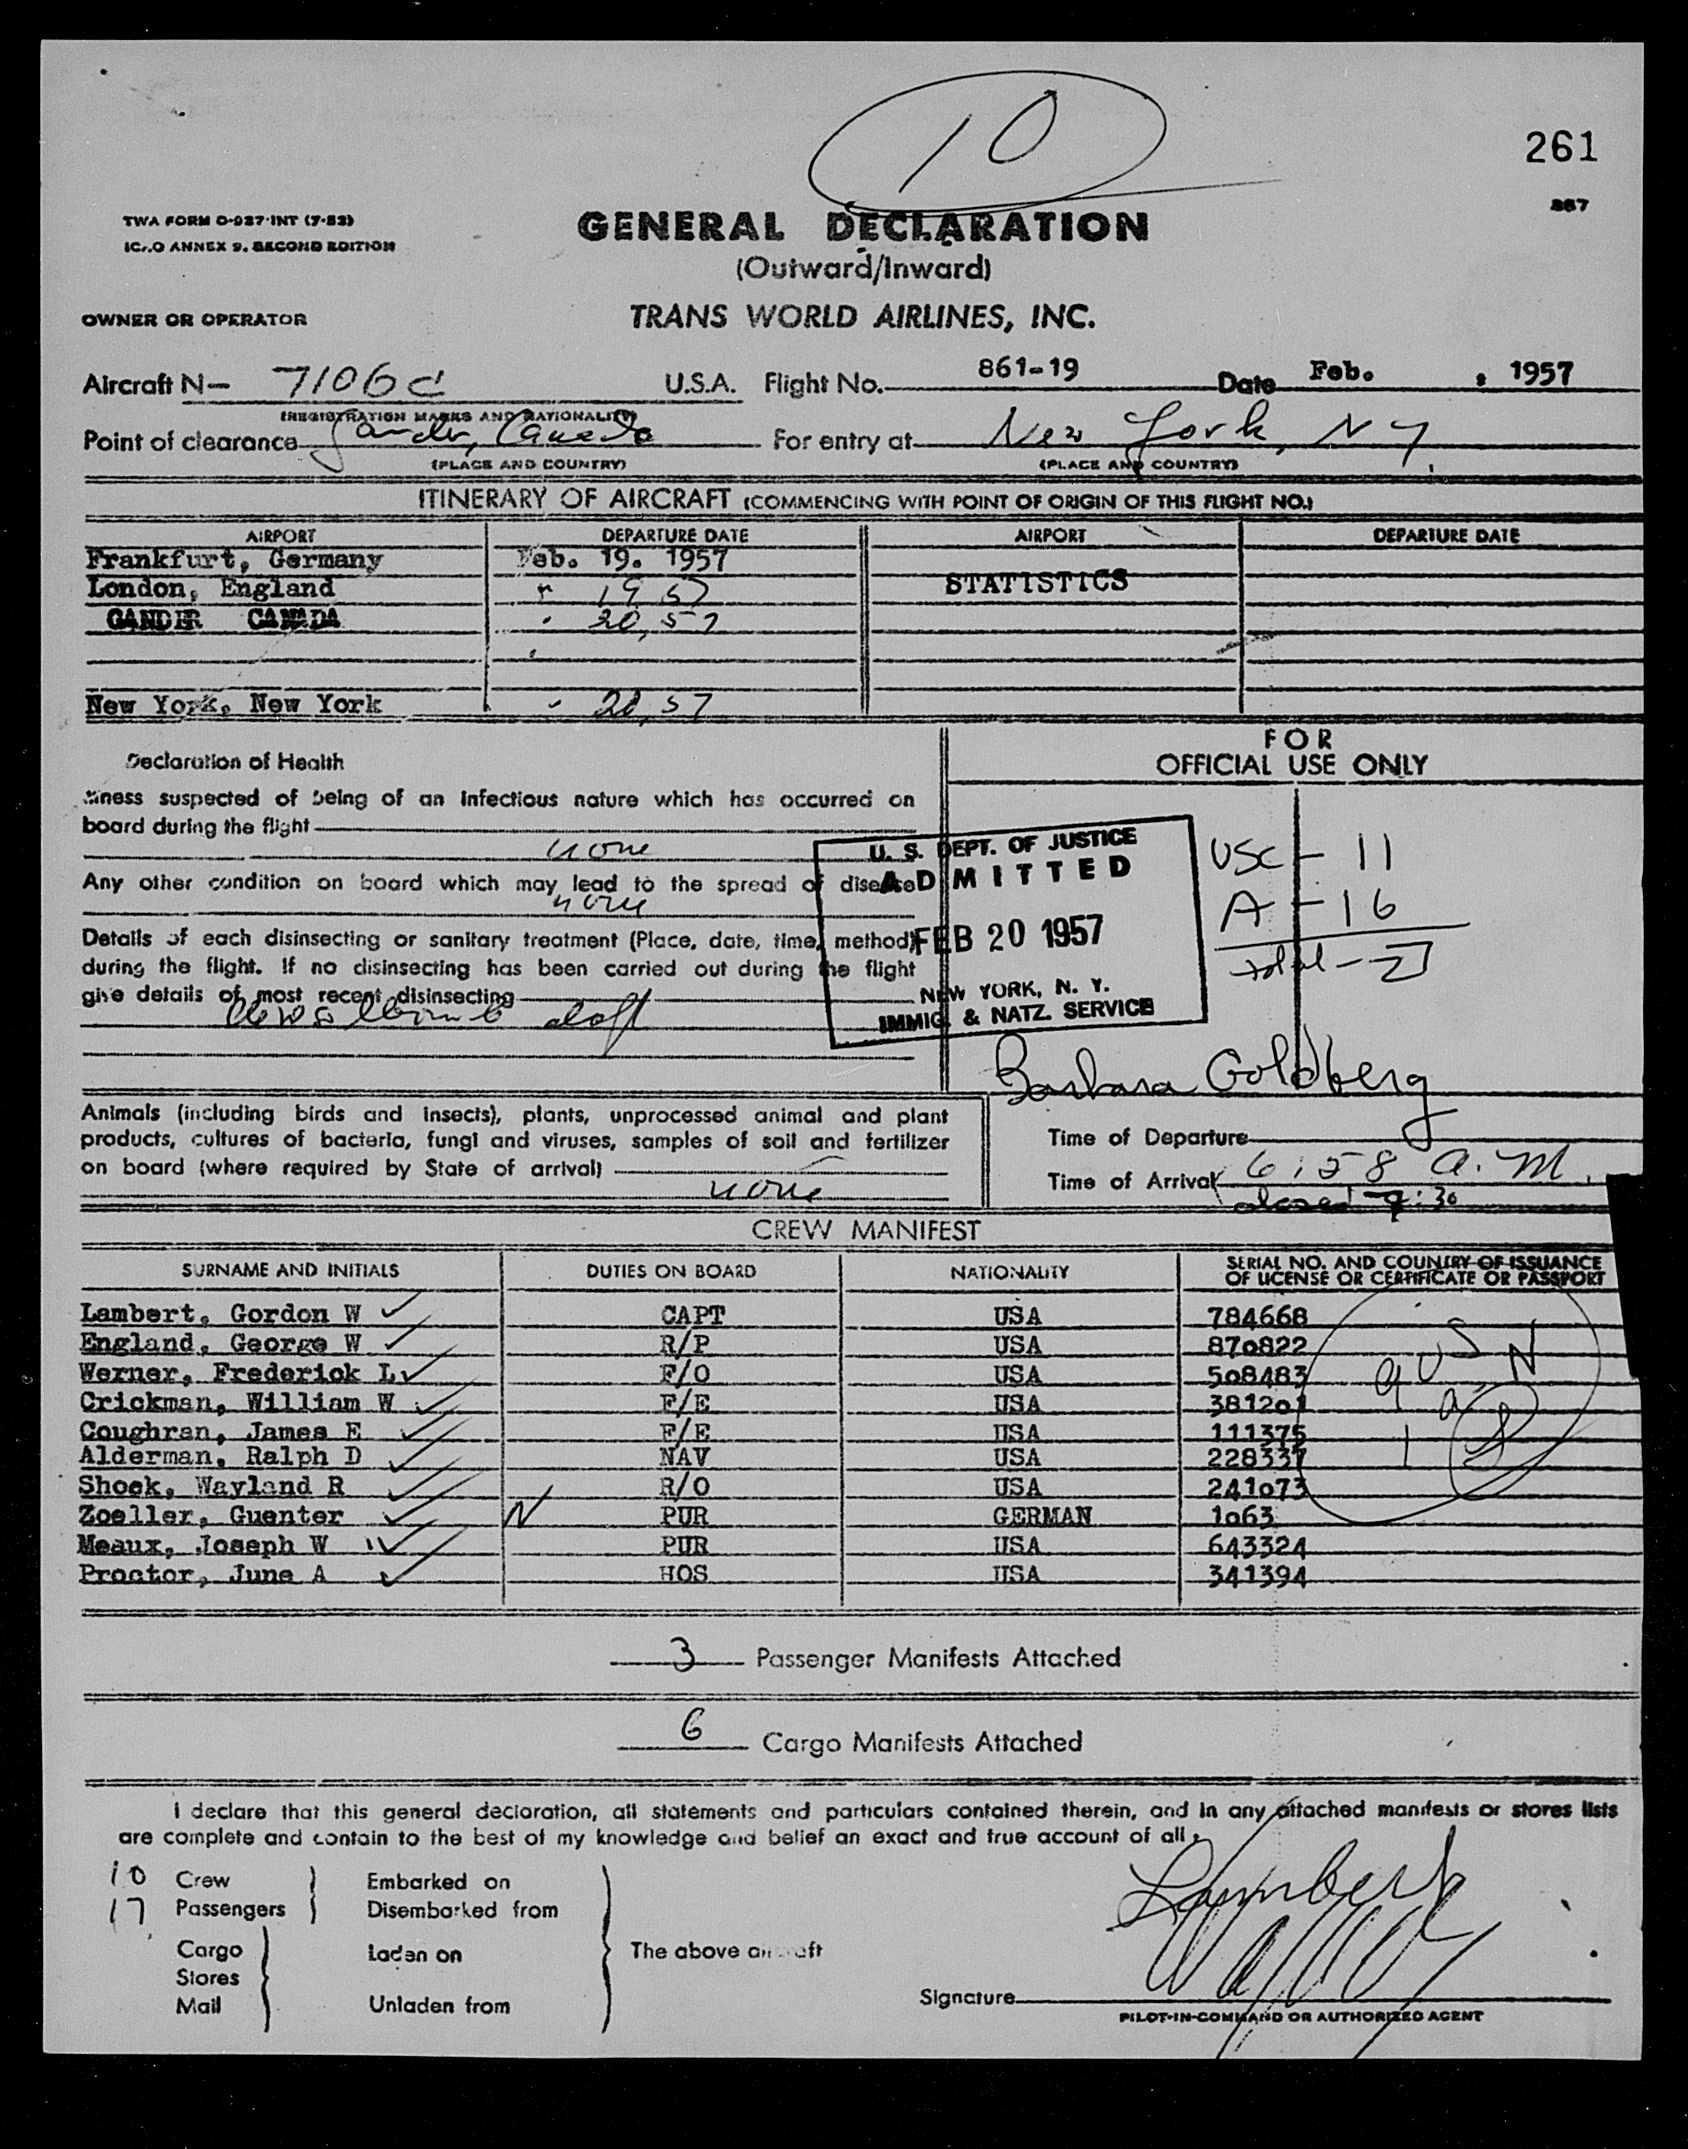 10
261
867
TWA FORM O-937-INT (7-52)
ICAO ANNEX 9. SECOND EDITION
GENERAL DECLARATION
(Outward/Inward)
OWNER OR OPERATOR TRANS WORLD AIRLINES, INC.
Aircraft N- 7106C U.S.A. Flight No. 861-19 Date Feb. , 1957
(REGISTRATION MARKS AND NATIONALITY)
Point of clearance Gander, Canada For entry at New York, NY.
(PLACE AND COUNTRY) (PLACE AND COUNTRY)
ITINERARY OF AIRCRAFT (COMMENCING WITH POINT OF ORIGIN OF THIS FLIGHT NO.)
AIRPORT DEPARTURE DATE AIRPORT DEPARTURE DATE
Frankfurt, Germany Feb. 19. 1957
London, England " 19 57 STATISTICS
GANDER CANADA " 20, 57
New York, New York " 20, 57
Declaration of Health
FOR
OFFICIAL USE ONLY
illness suspected of being of an infectious nature which has occurred on
board during the flight
none
Any other condition on board which may lead to the spread of disease
none
Details of each disinsecting or sanitary treatment (Place, date, time, method)
during the flight. If no disinsecting has been carried out during the flight
give details of most recent disinsecting
U. S. DEPT. OF JUSTICE
ADMITTED
FEB 20 1957
NEW YORK, N. Y.
IMMIG. & NATZ. SERVICE
USC - 11
A - 16
total - 27
Barbara Goldberg
Animals (including birds and insects), plants, unprocessed animal and plant
products, cultures of bacteria, fungi and viruses, samples of soil and fertilizer
on board (where required by State of arrival)
none
Time of Departure
Time of Arrival 6:58 a.m.
closed 7:30
CREW MANIFEST
SURNAME AND INITIALS DUTIES ON BOARD NATIONALITY SERIAL NO. AND COUNTRY OF ISSUANCE
OF LICENSE OR CERTIFICATE OR PASSPORT
Lambert, Gordon W CAPT USA 784668
England, George W R/P USA 870822
Werner, Frederick L F/O USA 508483
Crickman, William W F/E USA 381201
Coughran, James E F/E USA 111375
Alderman, Ralph D NAV USA 228337
Shoek, Wayland R R/O USA 241073
Zoeller, Guenter N PUR GERMAN 1063
Meaux, Joseph W PUR USA 643324
Proctor, June A HOS USA 341394
3 Passenger Manifests Attached
6 Cargo Manifests Attached
I declare that this general declaration, all statements and particulars contained therein, and in any attached manifests or stores lists
are complete and contain to the best of my knowledge and belief an exact and true account of all
10 Crew Embarked on
17 Passengers Disembarked from
Cargo Laden on The above aircraft
Stores
Mail Unladen from
Lambert
Signature
PILOT-IN-COMMAND OR AUTHORIZED AGENT